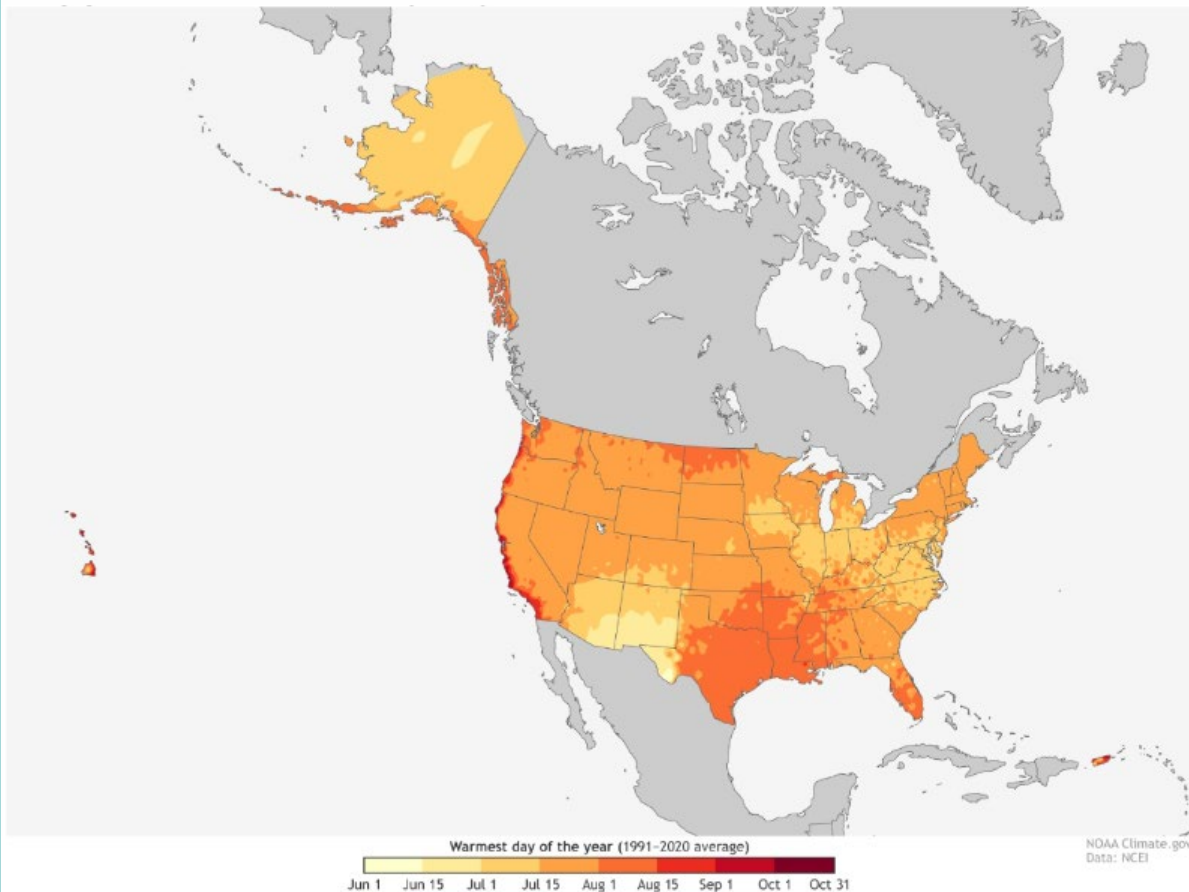 Warmest day of the year (1991–2020 average)
Jun 1 Jun 15 Jul 1 Jul 15 Aug 1 Aug 15 Sep 1 Oct 1 Oct 31
NOAA Climate.gov
Data: NCEI